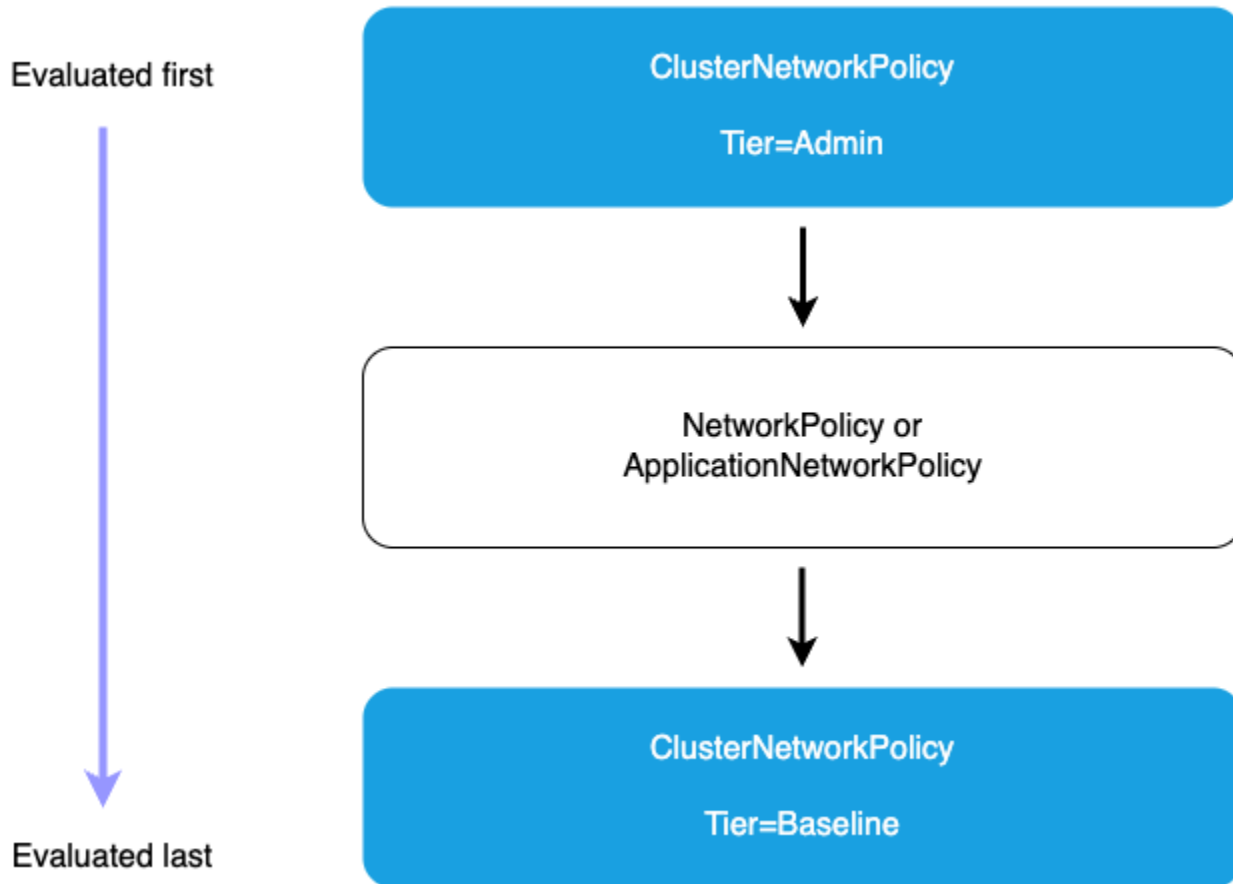 Evaluated first
ClusterNetworkPolicy
Tier=Admin
NetworkPolicy or
ApplicationNetworkPolicy
ClusterNetworkPolicy
Tier=Baseline
Evaluated last